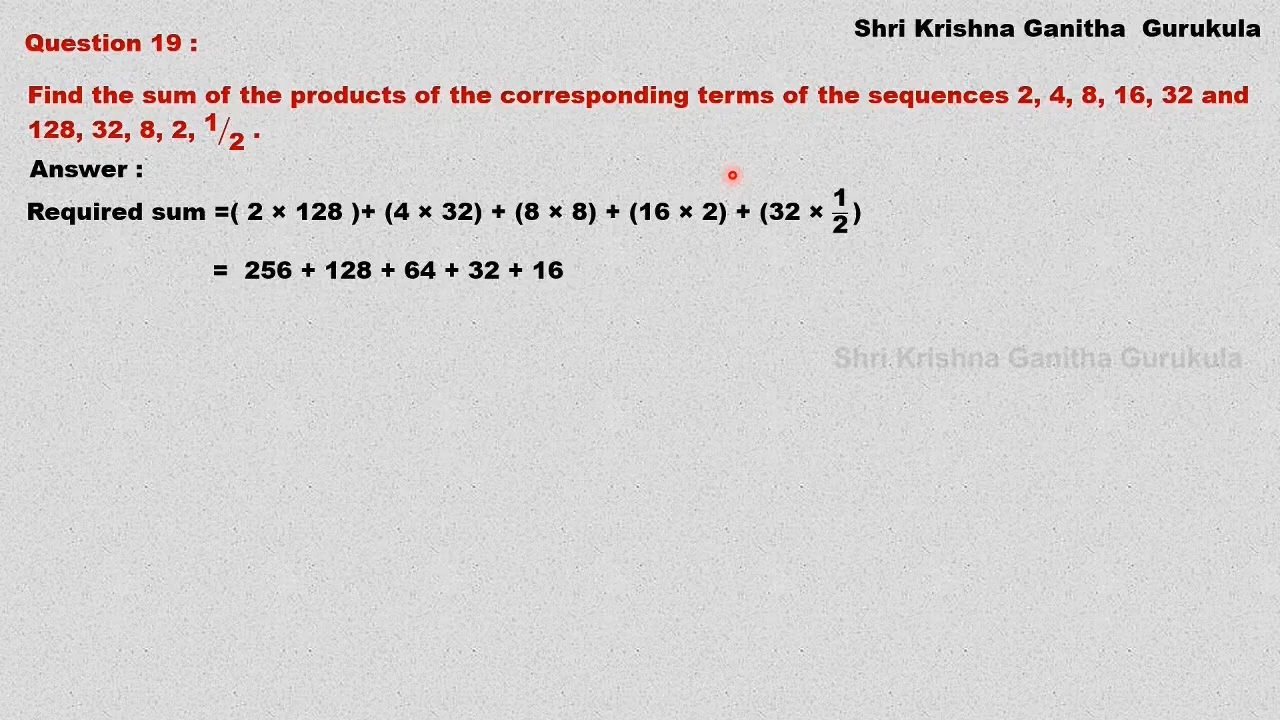 Shri Krishna Ganitha Gurukula
Question 19 :
Find the sum of the products of the corresponding terms of the sequences 2, 4, 8, 16, 32 and
128, 32, 8, 2, 1/2 .
Answer :
Required sum =( 2 × 128 )+ (4 × 32) + (8 × 8) + (16 × 2) + (32 × 1/2)
= 256 + 128 + 64 + 32 + 16
Shri Krishna Ganitha Gurukula